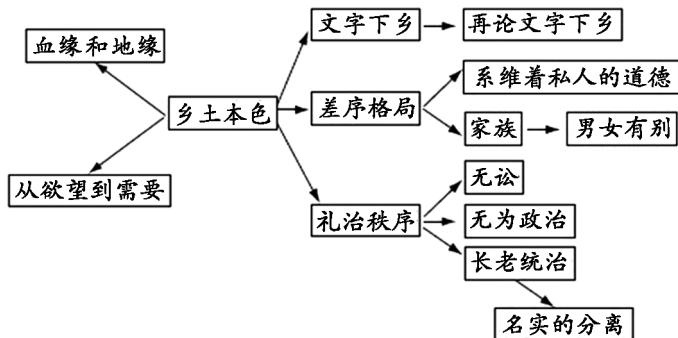 血缘和地缘
从欲望到需要
乡土本色
文字下乡
再论文字下乡
差序格局
系维着私人的道德
家族
男女有别
礼治秩序
无讼
无为政治
长老统治
名实的分离